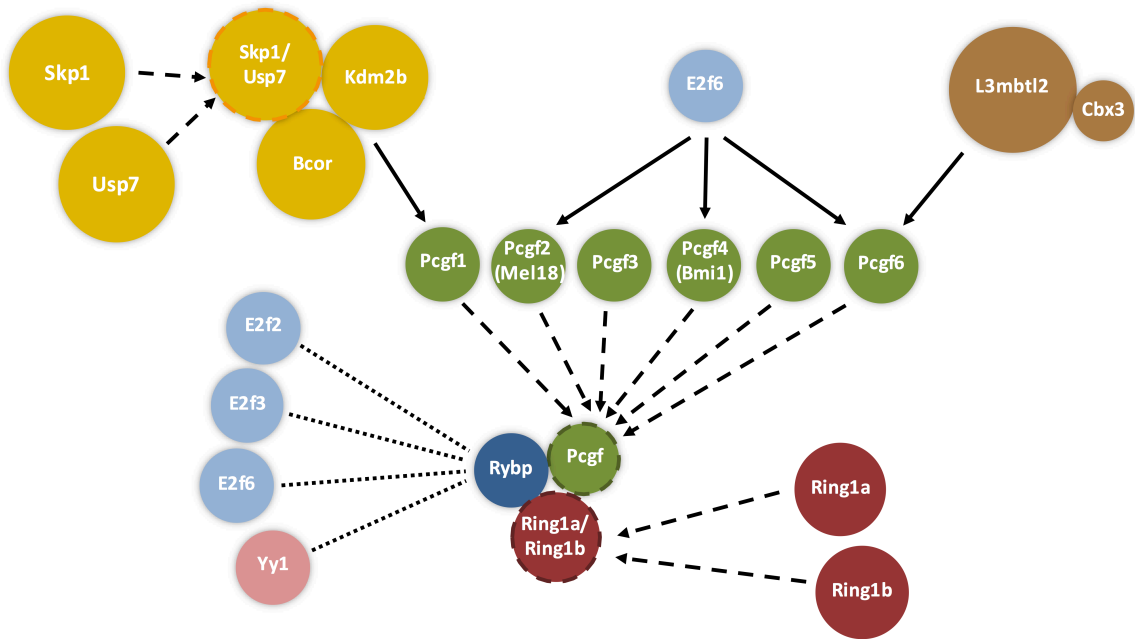 Skp1
Skp1/
Usp7
Kdm2b
E2f6
L3mbtl2
Cbx3
Usp7
Bcor
Pcgf1
Pcgf2
(Mel18)
Pcgf3
Pcgf4
(Bmi1)
Pcgf5
Pcgf6
E2f2
E2f3
E2f6
Yy1
Rybp
Pcgf
Ring1a/
Ring1b
Ring1a
Ring1b